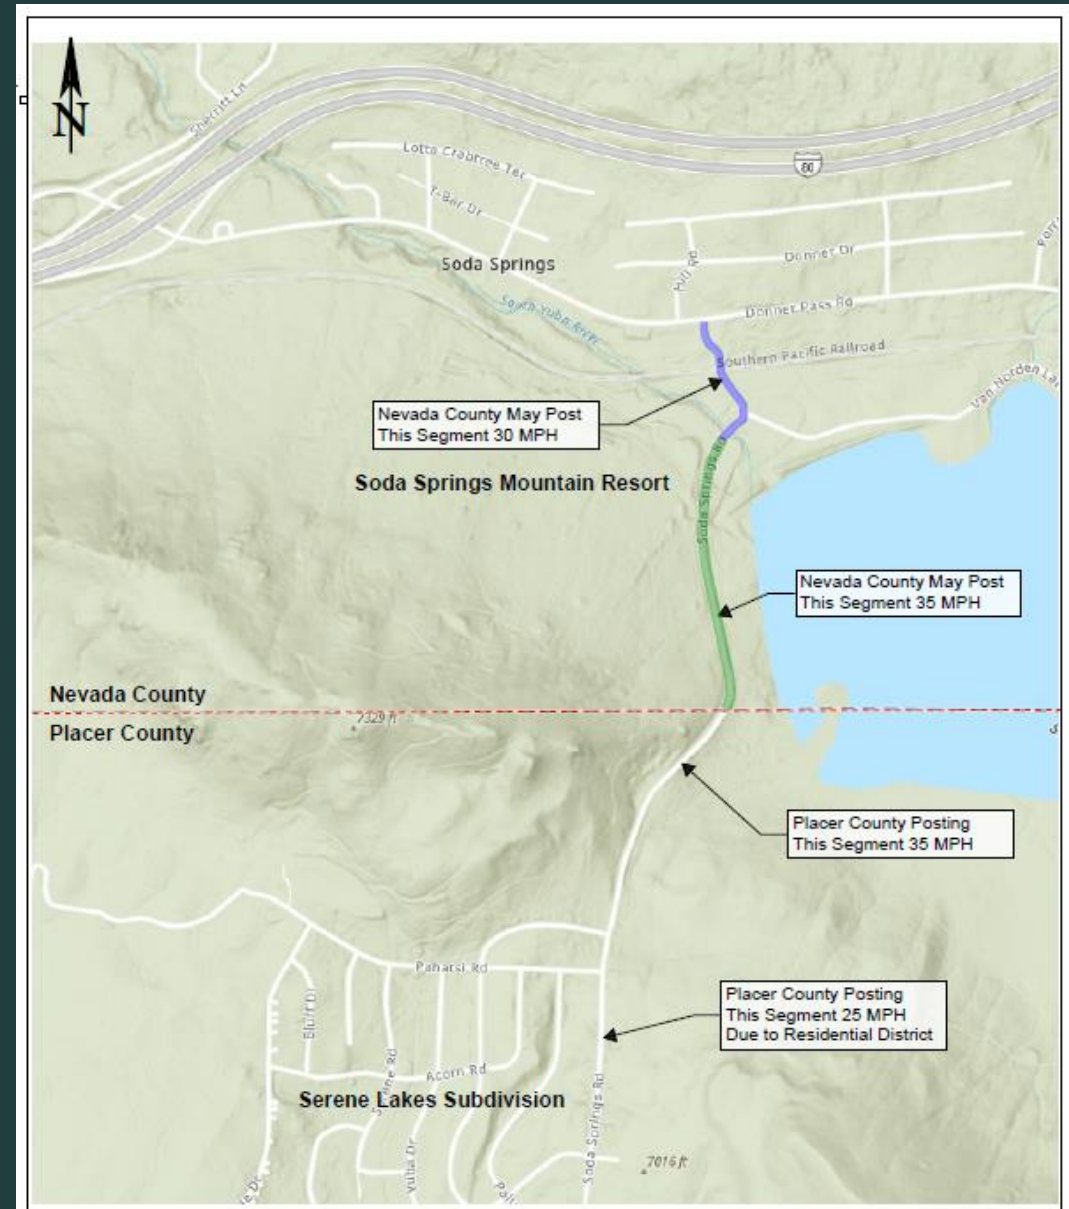 N
Sherritt Ln
80
Lotta Crabtree Ter
T-Bar Dr
Soda Springs
Mill Rd
Donner Dr
South Yuba River
Donner Pass Rd
Southern Pacific Railroad
Nevada County May Post
This Segment 30 MPH
Van Norden
Soda Springs Mountain Resort
Soda Springs Rd
Nevada County May Post
This Segment 35 MPH
Nevada County
7329 ft
Placer County
Placer County Posting
This Segment 35 MPH
Pahatsi Rd
Placer County Posting
This Segment 25 MPH
Due to Residential District
Bluff Dr
Acorn Rd
Serene Lakes Subdivision
Soda Springs Rd
Yuba Dr
7016 ft